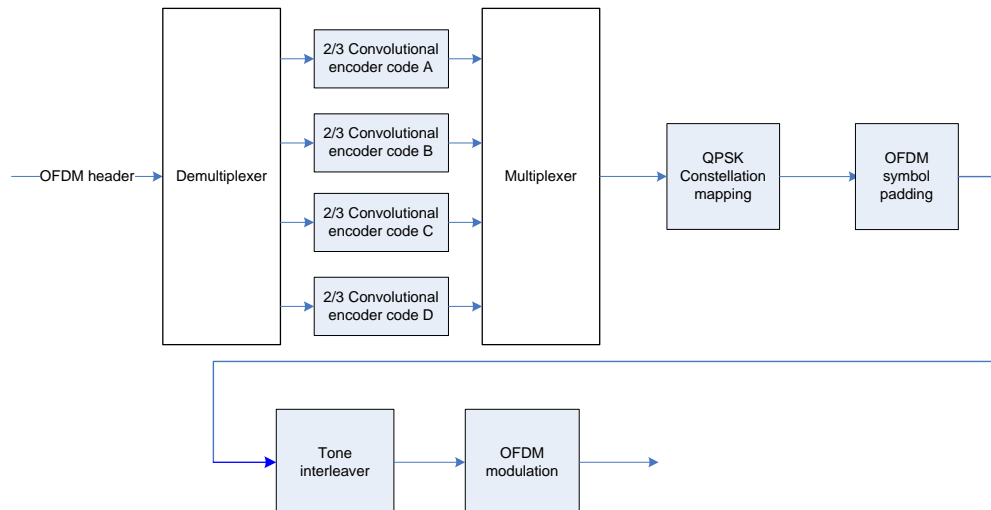 2/3 Convolutional
encoder code A
2/3 Convolutional
encoder code B
OFDM header
Demultiplexer
Multiplexer
QPSK
Constellation
mapping
OFDM
symbol
padding
2/3 Convolutional
encoder code C
2/3 Convolutional
encoder code D
Tone
interleaver
OFDM
modulation